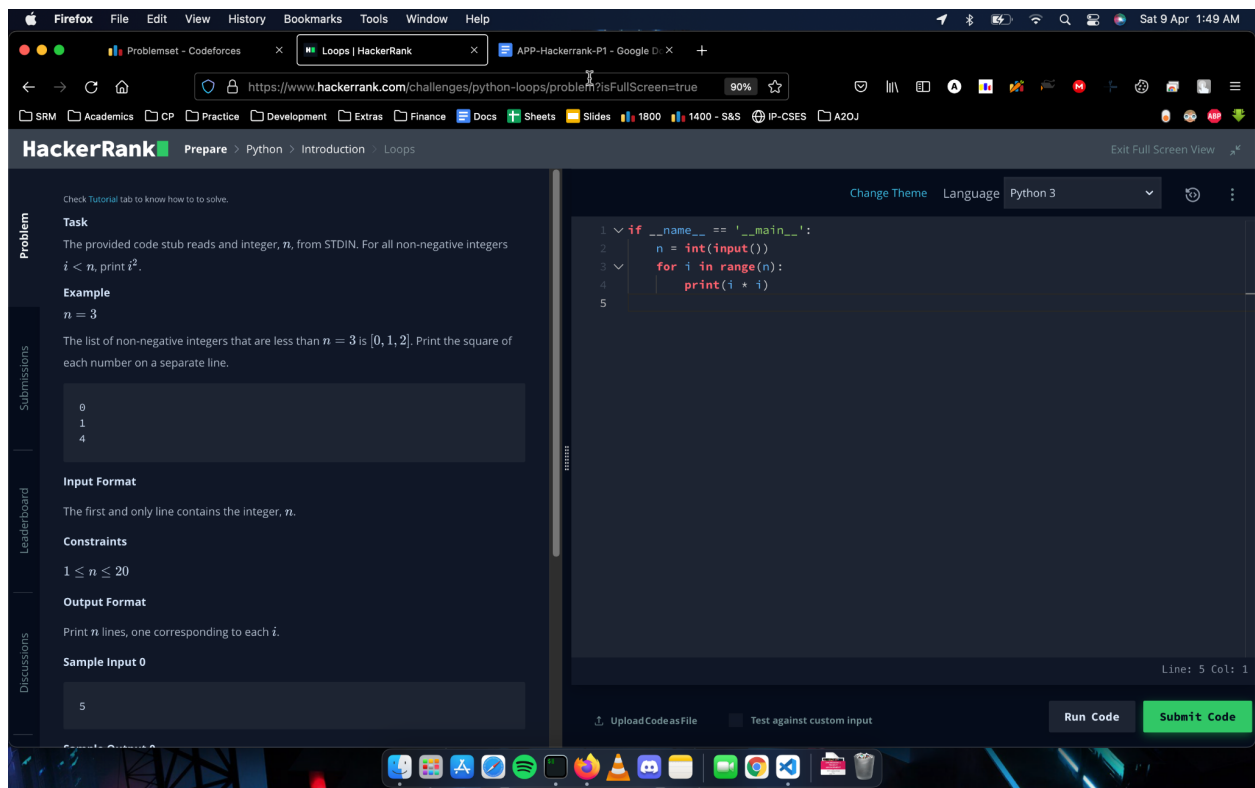 Firefox File Edit View History Bookmarks Tools Window Help
Sat 9 Apr 1:49 AM
Problemset - Codeforces
Loops | HackerRank
APP-Hackerrank-P1 - Google Do
https://www.hackerrank.com/challenges/python-loops/problem?isFullScreen=true
90%
SRM Academics CP Practice Development Extras Finance Docs Sheets Slides 1800 1400 - S&S IP-CSES A2OJ
ABP
HackerRank
Prepare > Python > Introduction > Loops
Exit Full Screen View
Problem
Submissions
Leaderboard
Discussions
Check Tutorial tab to know how to to solve.
Task
The provided code stub reads and integer, n, from STDIN. For all non-negative integers
i < n, print i².
Example
n = 3
The list of non-negative integers that are less than n = 3 is [0, 1, 2]. Print the square of
each number on a separate line.
0
1
4
Input Format
The first and only line contains the integer, n.
Constraints
1 ≤ n ≤ 20
Output Format
Print n lines, one corresponding to each i.
Sample Input 0
5
Change Theme Language Python 3
1 if __name__ == '__main__':
2     n = int(input())
3     for i in range(n):
4         print(i * i)
5
Line: 5 Col: 1
Upload Code as File
Test against custom input
Run Code
Submit Code